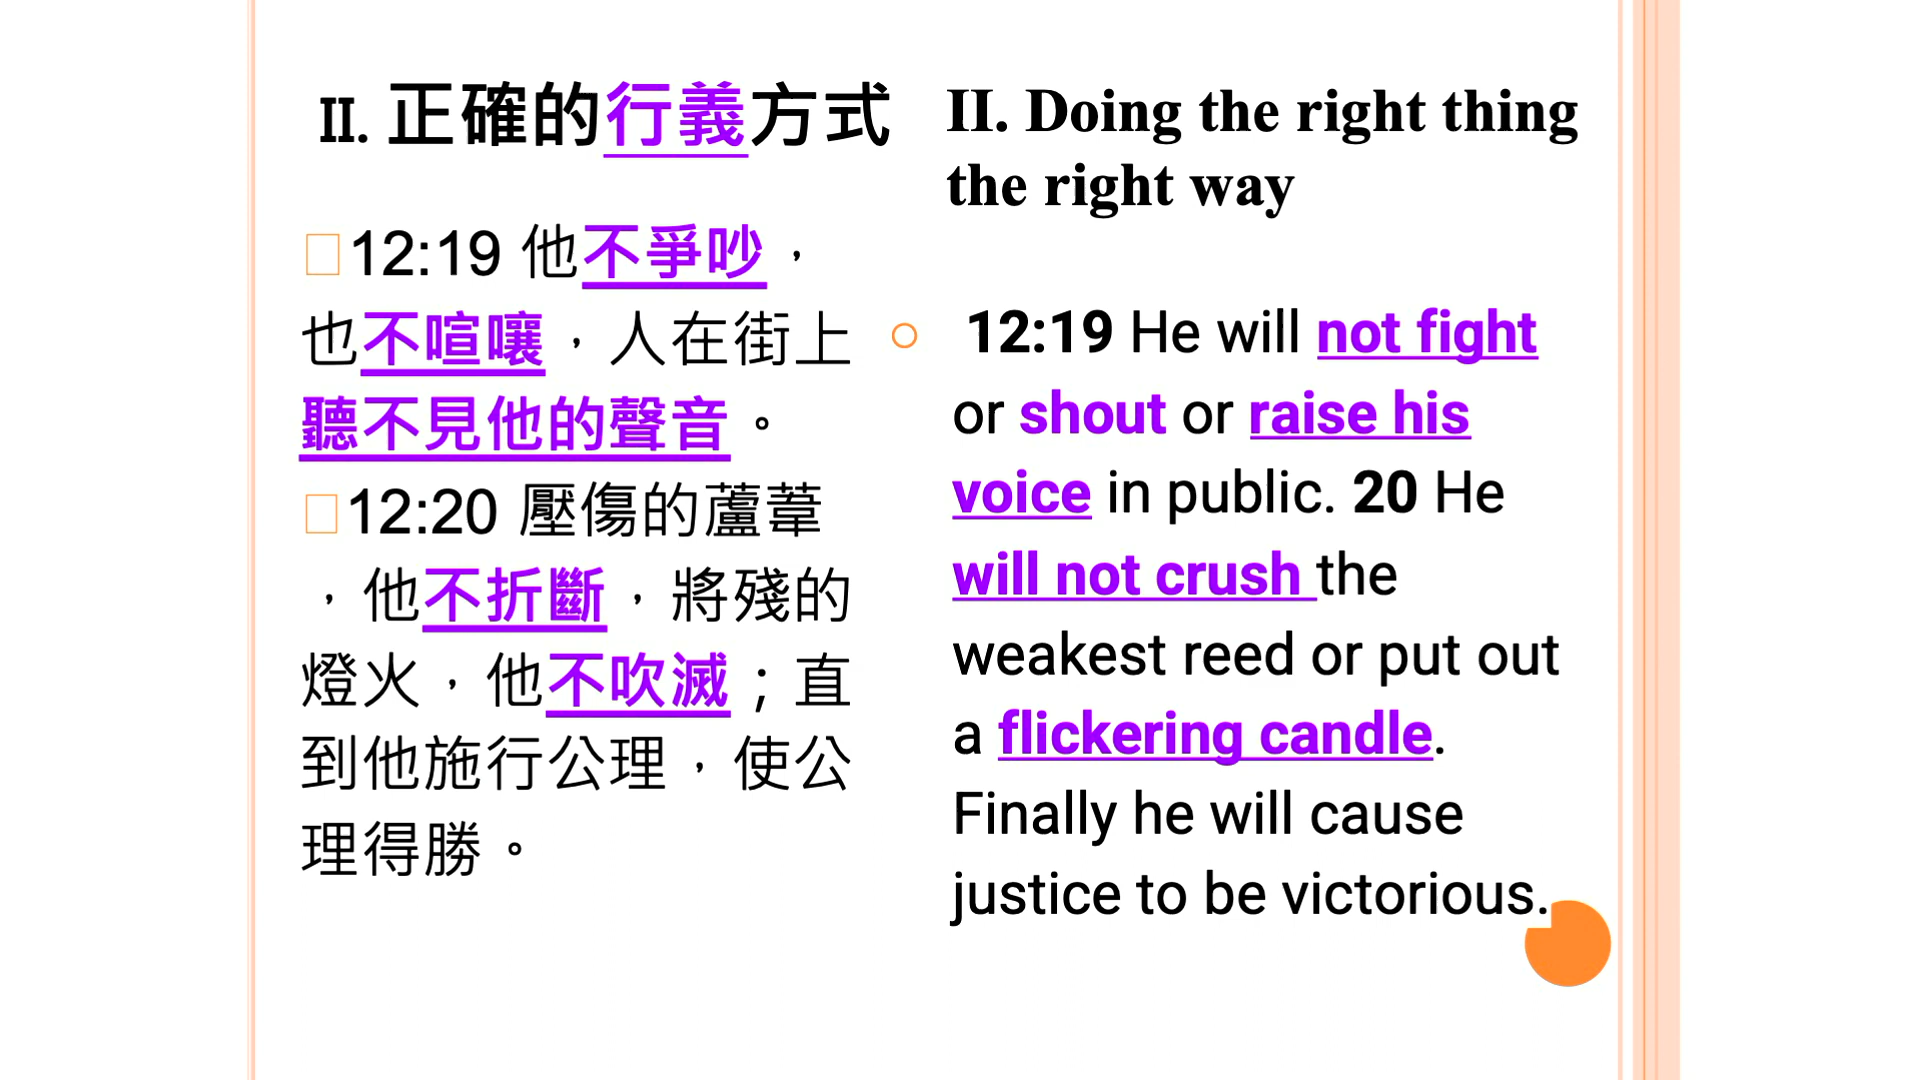 II. 正確的行義方式
12:19 他不爭吵，
也不喧嚷，人在街上
聽不見他的聲音。
12:20 壓傷的蘆葦
，他不折斷，將殘的
燈火，他不吹滅；直
到他施行公理，使公
理得勝。
II. Doing the right thing
the right way
12:19 He will not fight
or shout or raise his
voice in public. 20 He
will not crush the
weakest reed or put out
a flickering candle.
Finally he will cause
justice to be victorious.